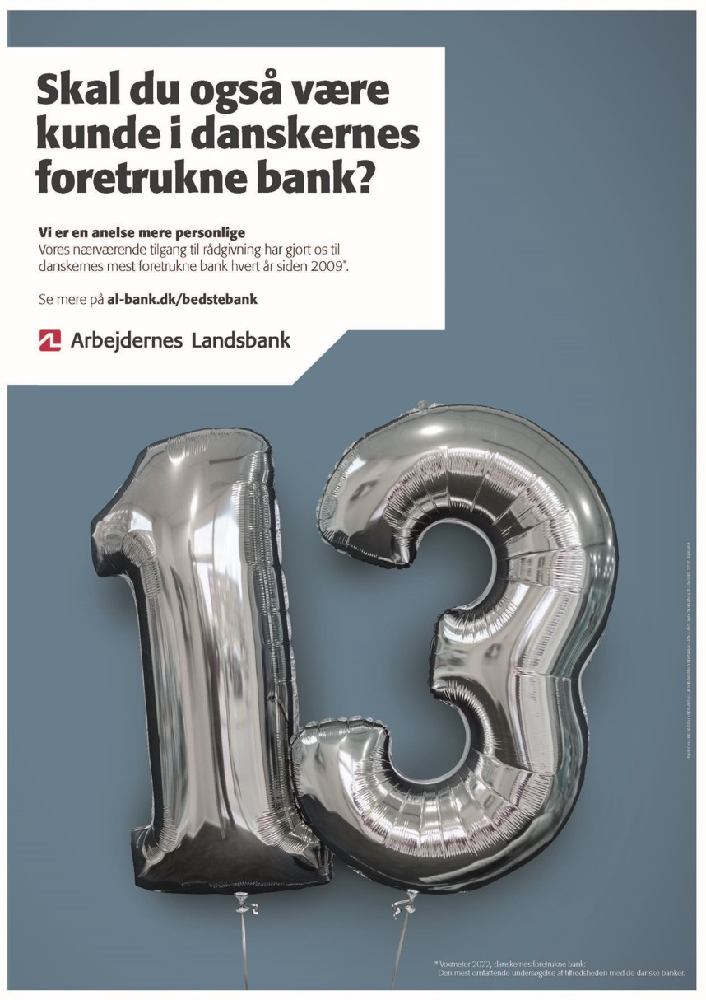 Skal du også være
kunde i danskernes
foretrukne bank?
Vi er en anelse mere personlige
Vores nærværende tilgang til rådgivning har gjort os til
danskernes mest foretrukne bank hvert år siden 2009*.
Se mere på al-bank.dk/bedstebank
Arbejdernes Landsbank
13
* Voxmeter 2022, danskernes foretrukne bank:
Den mest omfattende undersøgelse af tilfredsheden med de danske banker.